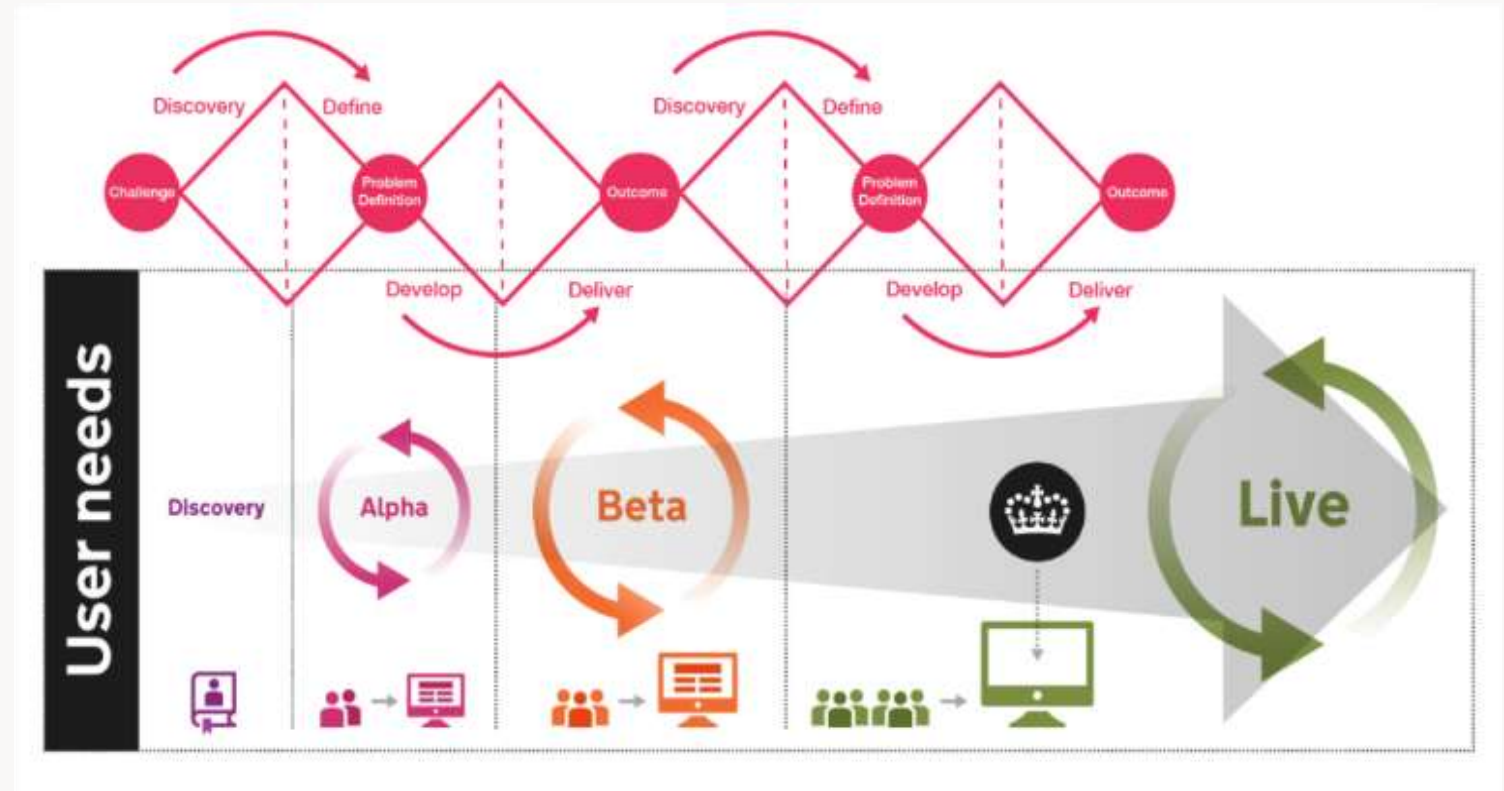 Discovery
Define
Discovery
Define
Challenge
Problem
Definition
Outcome
Problem
Definition
Outcome
Develop
Deliver
Develop
Deliver
User needs
Discovery
Alpha
Beta
Live